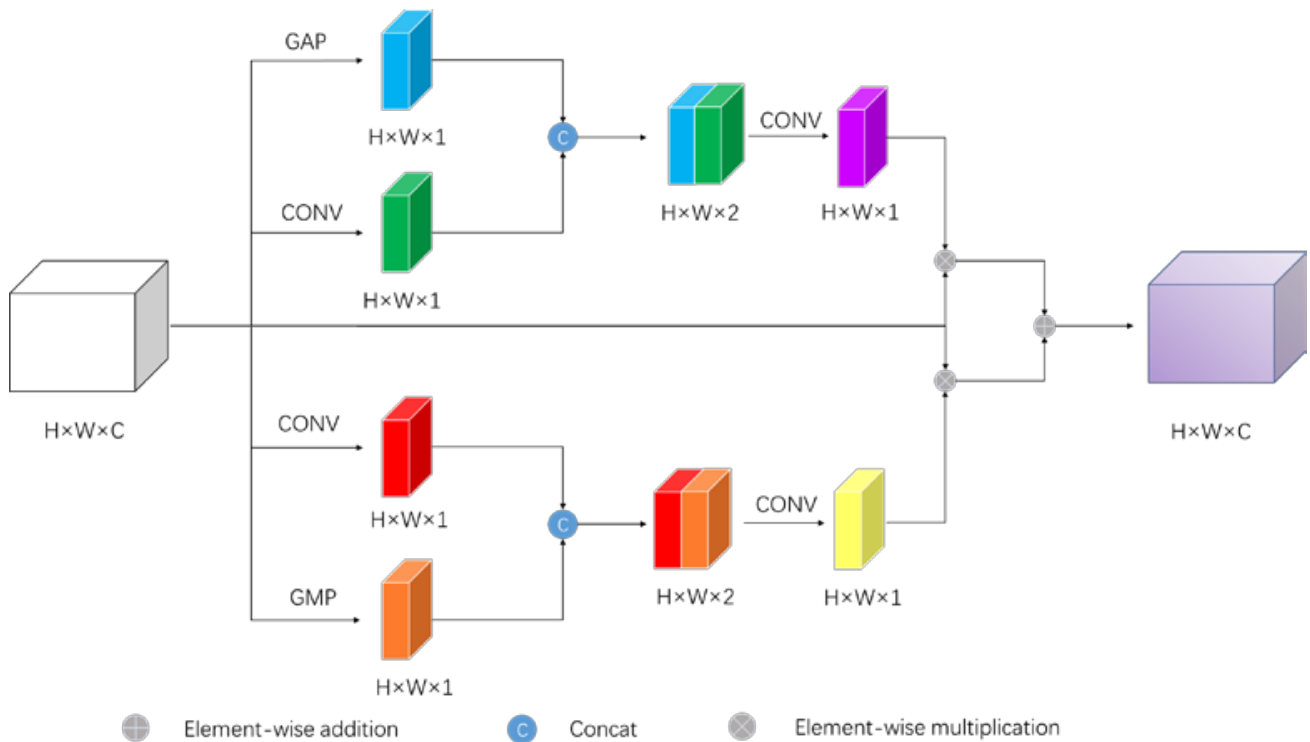 GAP
H×W×1
C
CONV
H×W×2
H×W×1
CONV
H×W×1
H×W×C
H×W×C
CONV
H×W×1
C
CONV
H×W×2
H×W×1
GMP
H×W×1
Element-wise addition
C
Concat
Element-wise multiplication